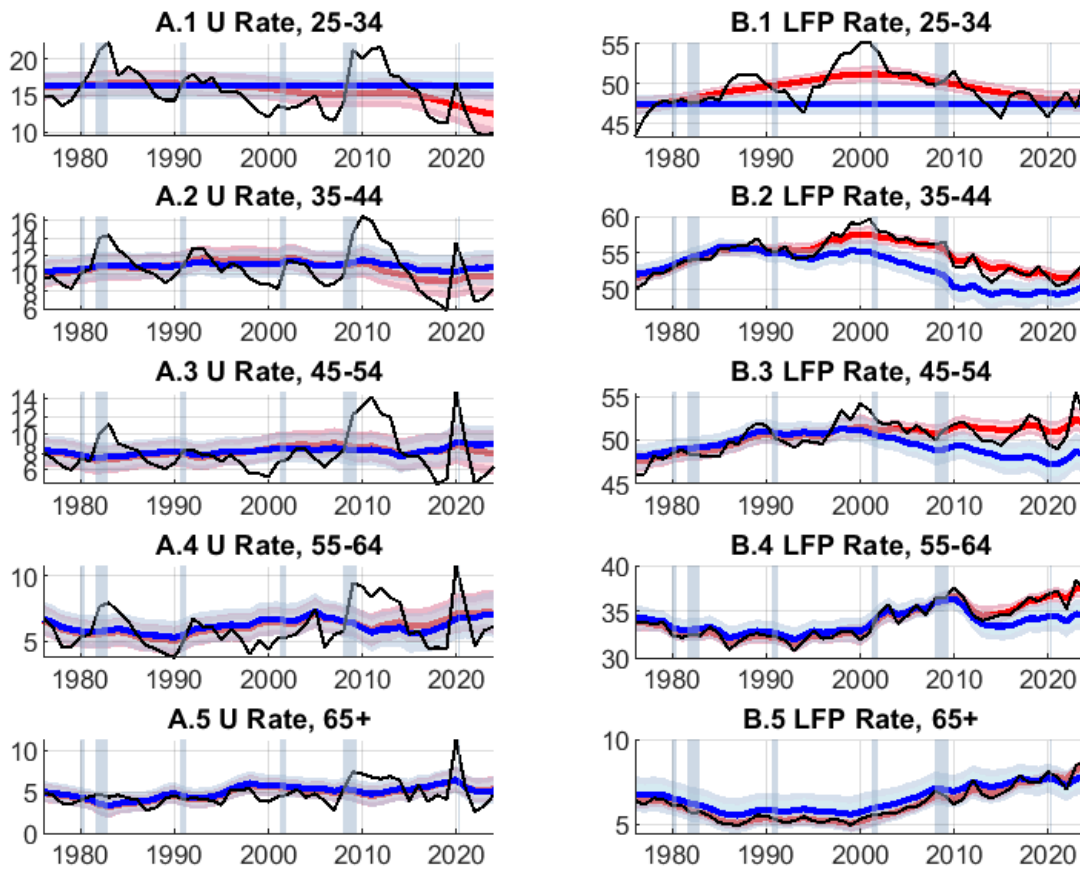 A.1 U Rate, 25-34
20
15
10
1980 1990 2000 2010 2020
B.1 LFP Rate, 25-34
55
50
45
1980 1990 2000 2010 2020
A.2 U Rate, 35-44
16
14
12
10
8
6
1980 1990 2000 2010 2020
B.2 LFP Rate, 35-44
60
55
50
1980 1990 2000 2010 2020
A.3 U Rate, 45-54
14
12
10
8
6
1980 1990 2000 2010 2020
B.3 LFP Rate, 45-54
55
50
45
1980 1990 2000 2010 2020
A.4 U Rate, 55-64
10
5
1980 1990 2000 2010 2020
B.4 LFP Rate, 55-64
40
35
30
1980 1990 2000 2010 2020
A.5 U Rate, 65+
10
5
0
1980 1990 2000 2010 2020
B.5 LFP Rate, 65+
10
5
1980 1990 2000 2010 2020